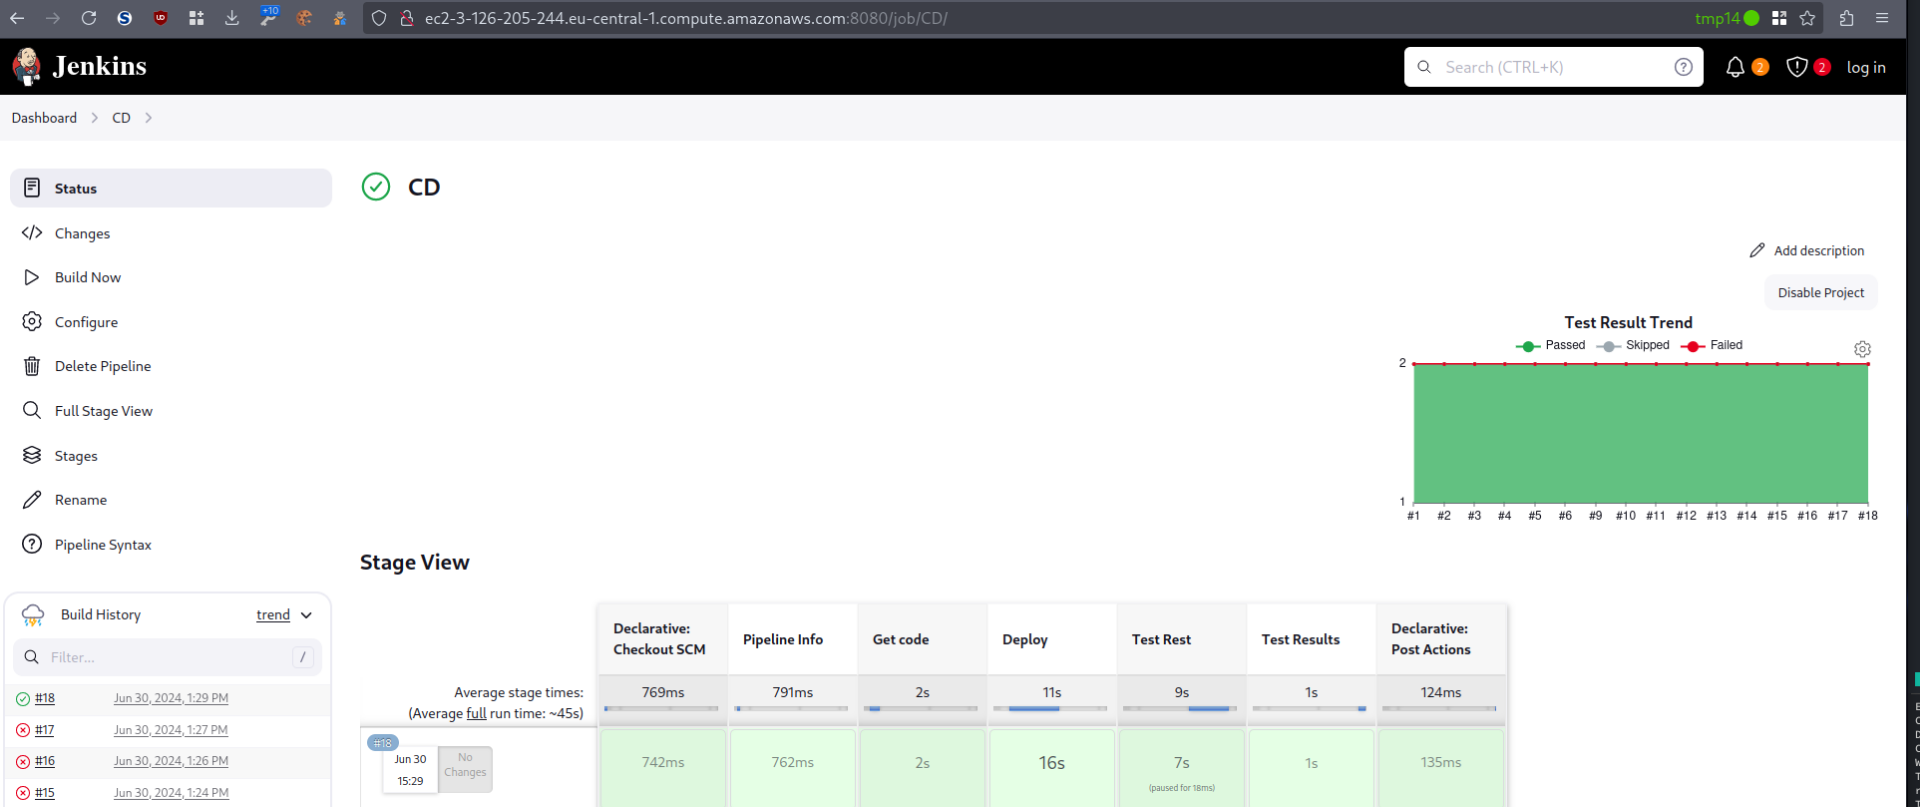 +10
ec2-3-126-205-244.eu-central-1.compute.amazonaws.com:8080/job/CD/
tmp14
Jenkins
Search (CTRL+K)
2
2
log in
Dashboard
CD
Status
CD
Changes
Add description
Build Now
Disable Project
Configure
Test Result Trend
Passed
Skipped
Failed
Delete Pipeline
2
Full Stage View
Stages
Rename
1
#1 #2 #3 #4 #5 #6 #9 #10 #11 #12 #13 #14 #15 #16 #17 #18
Pipeline Syntax
Stage View
Build History
trend
Filter...
/
Declarative: Checkout SCM
Pipeline Info
Get code
Deploy
Test Rest
Test Results
Declarative: Post Actions
#18 Jun 30, 2024, 1:29 PM
#17 Jun 30, 2024, 1:27 PM
#16 Jun 30, 2024, 1:26 PM
#15 Jun 30, 2024, 1:24 PM
Average stage times:
(Average full run time: ~45s)
769ms 791ms 2s 11s 9s 1s 124ms
#18
Jun 30
15:29
No
Changes
742ms 762ms 2s 16s 7s 1s 135ms
(paused for 18ms)